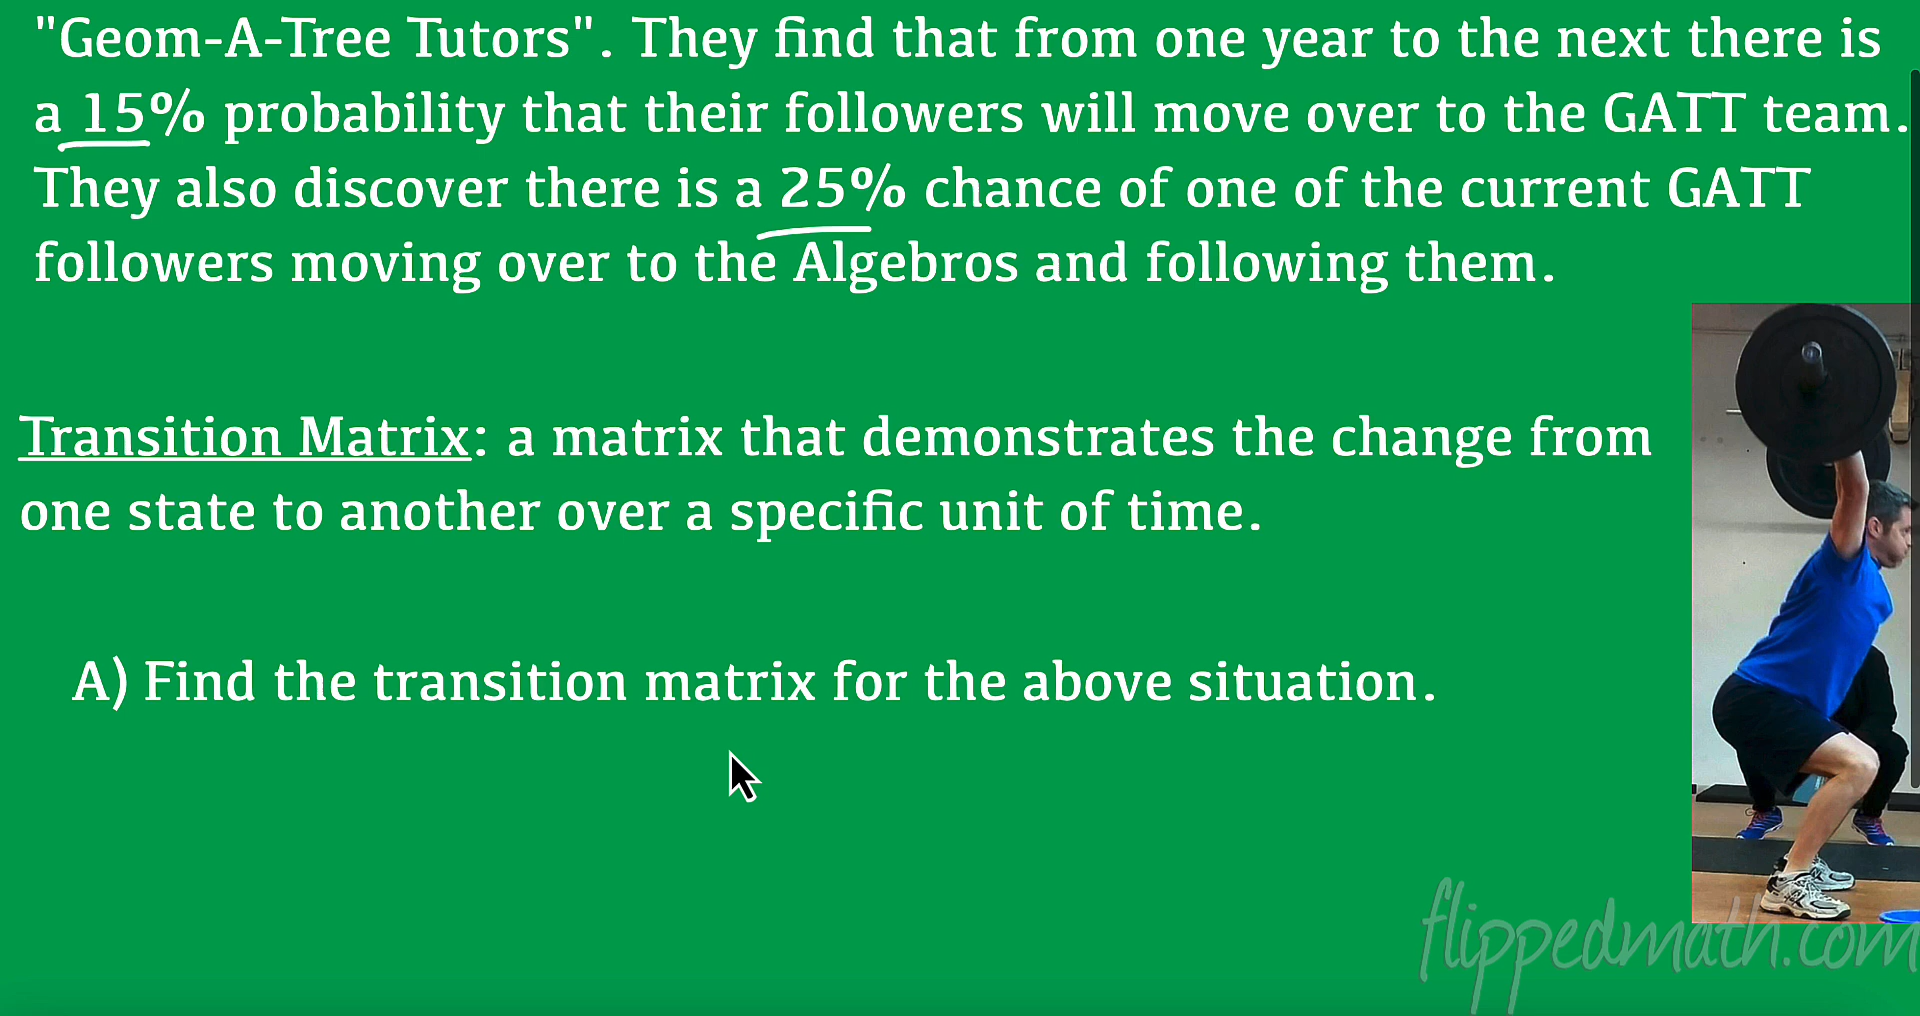 "Geom-A-Tree Tutors". They find that from one year to the next there is
a 15% probability that their followers will move over to the GATT team.
They also discover there is a 25% chance of one of the current GATT
followers moving over to the Algebros and following them.
Transition Matrix: a matrix that demonstrates the change from
one state to another over a specific unit of time.
A) Find the transition matrix for the above situation.
flippedmath.com